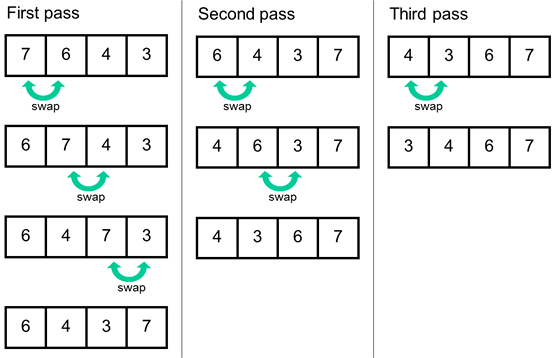 First pass
7 6 4 3
swap
6 7 4 3
swap
6 4 7 3
swap
6 4 3 7
Second pass
6 4 3 7
swap
4 6 3 7
swap
4 3 6 7
Third pass
4 3 6 7
swap
3 4 6 7